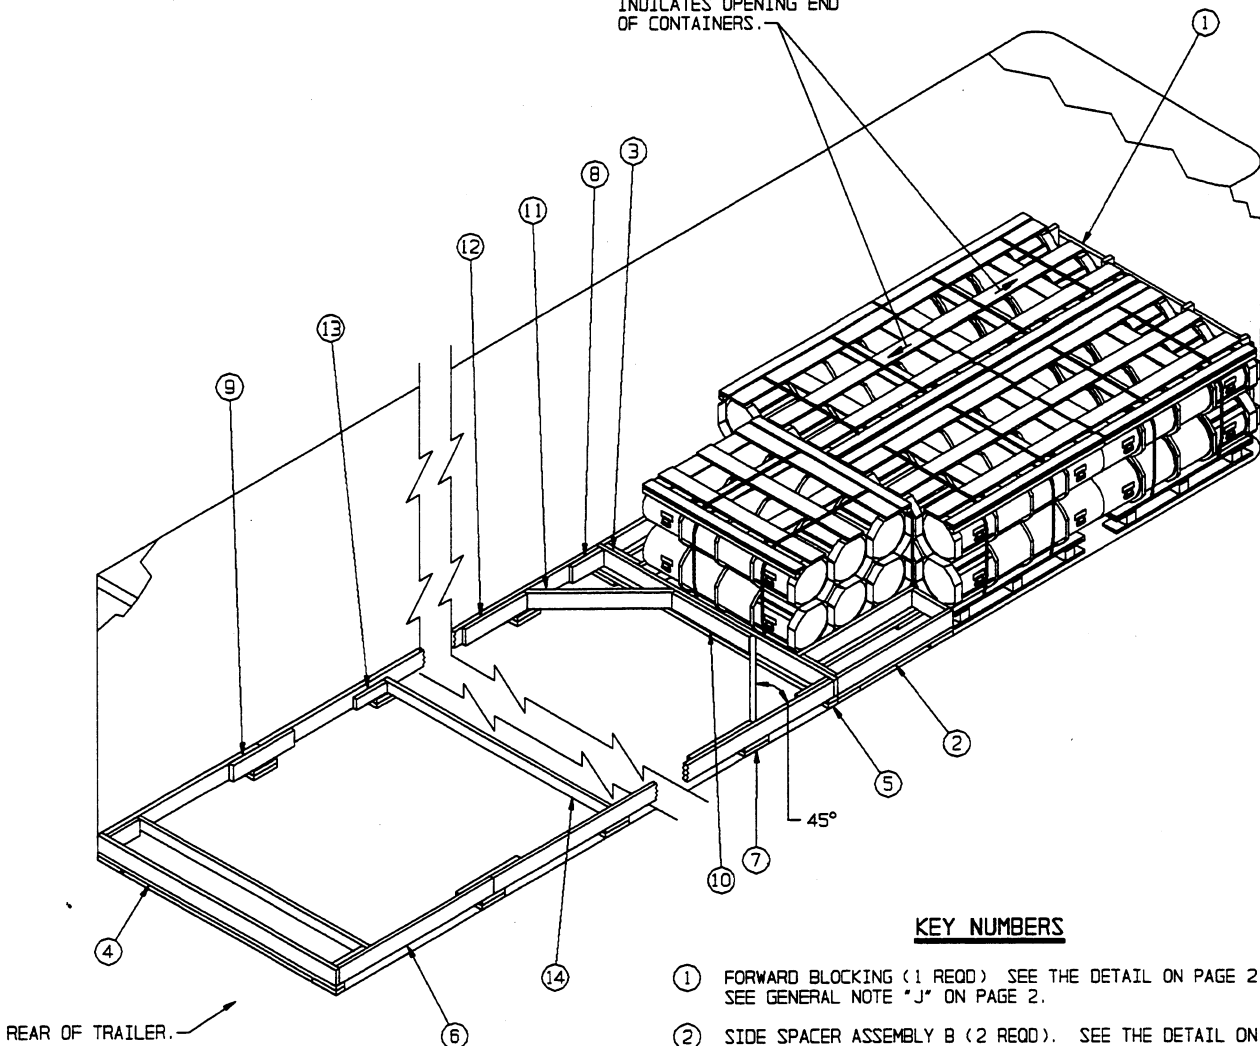 INDICATES OPENING END
OF CONTAINERS.
1
3
8
11
12
13
9
2
5
45°
7
10
4
14
6
REAR OF TRAILER.
KEY NUMBERS
1 FORWARD BLOCKING (1 REQD) SEE THE DETAIL ON PAGE 2
SEE GENERAL NOTE "J" ON PAGE 2.
2 SIDE SPACER ASSEMBLY B (2 REQD). SEE THE DETAIL ON